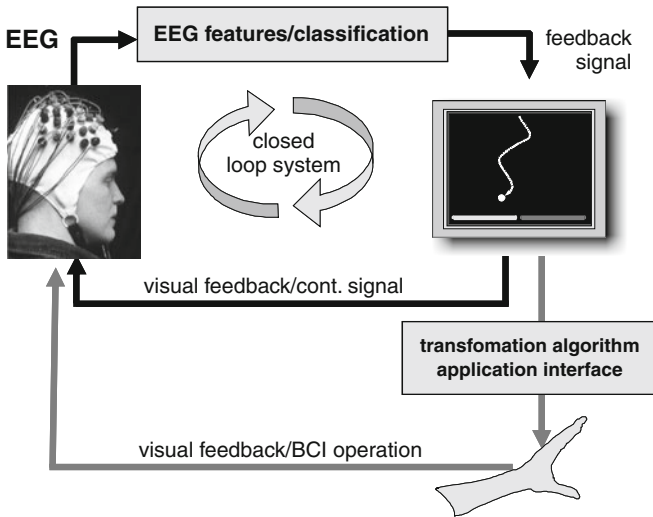 EEG
EEG features/classification
feedback
signal
closed
loop system
visual feedback/cont. signal
transfomation algorithm
application interface
visual feedback/BCI operation